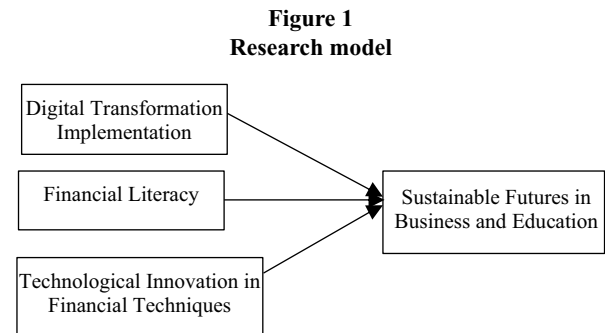 Figure 1
Research model
Digital Transformation
Implementation
Financial Literacy
Sustainable Futures in
Business and Education
Technological Innovation in
Financial Techniques